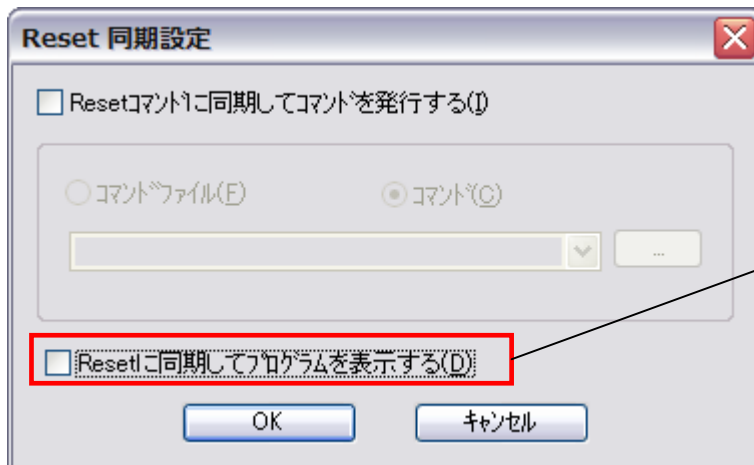 Reset 同期設定
Resetコマンドに同期してコマンドを発行する(I)
コマンドファイル(F)
コマンド(C)
...
Resetに同期してプログラムを表示する(D)
OK
キャンセル